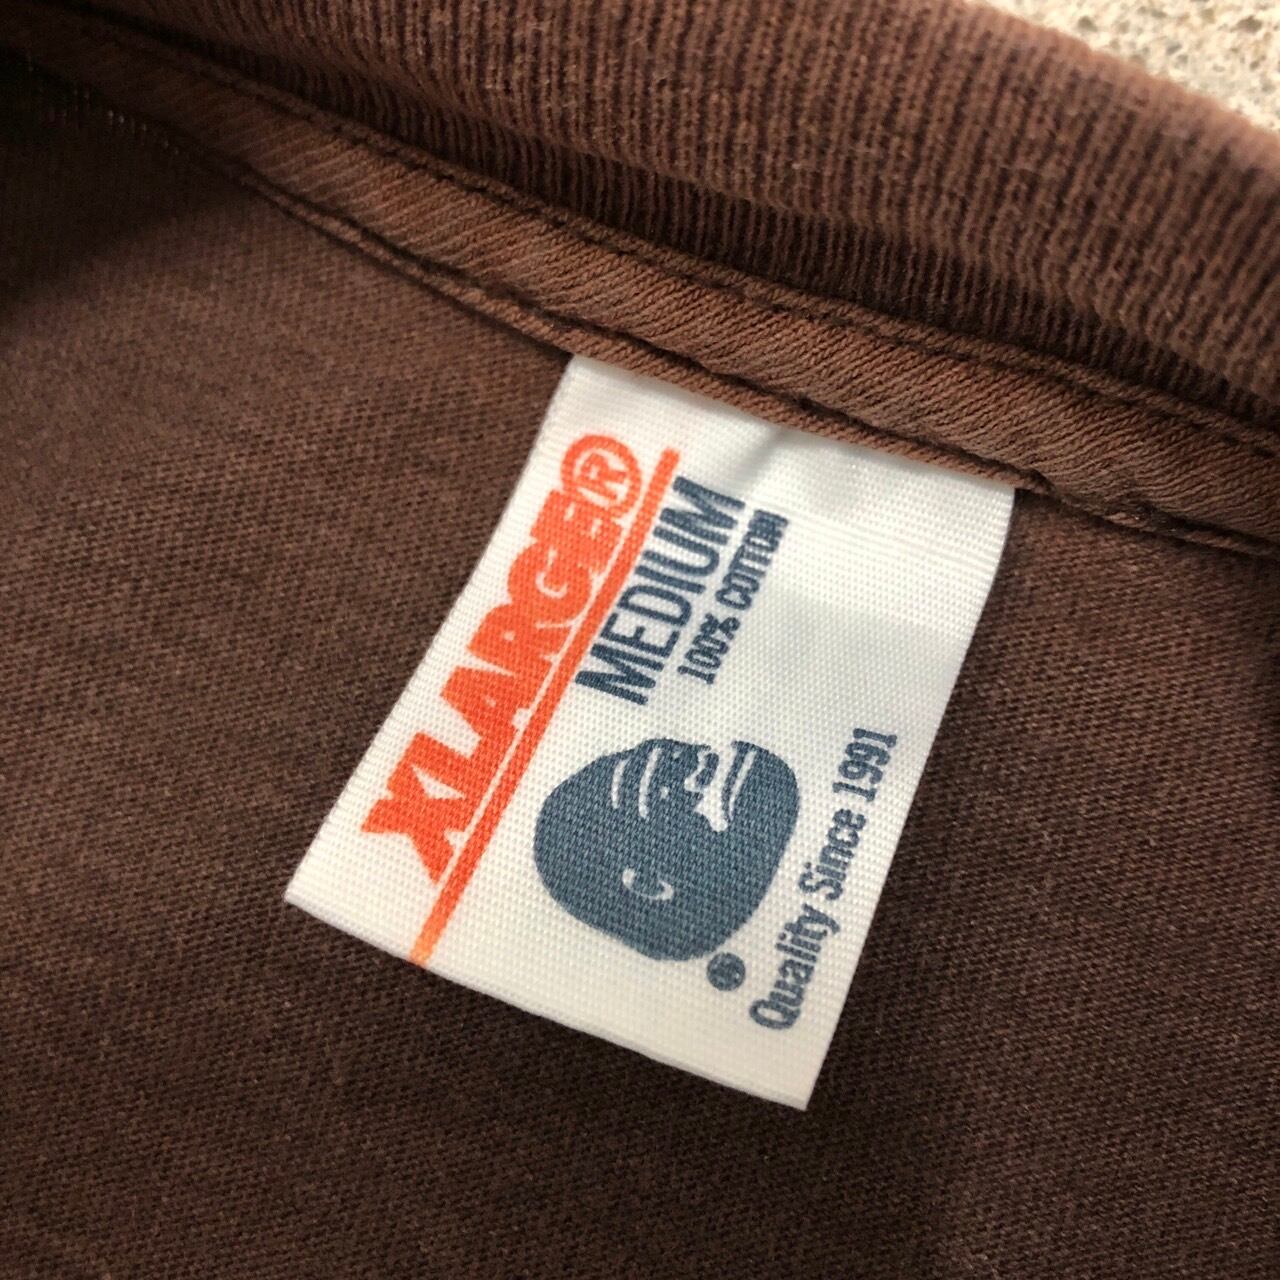 XLARGE®
MEDIUM
100% COTTON
Quality Since 1991